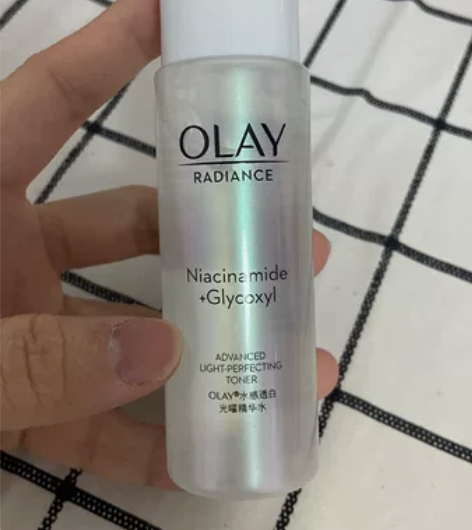 OLAY
RADIANCE
Niacinamide
+Glycoxyl
ADVANCED
LIGHT-PERFECTING
TONER
OLAY®水感透白
光曜精华水